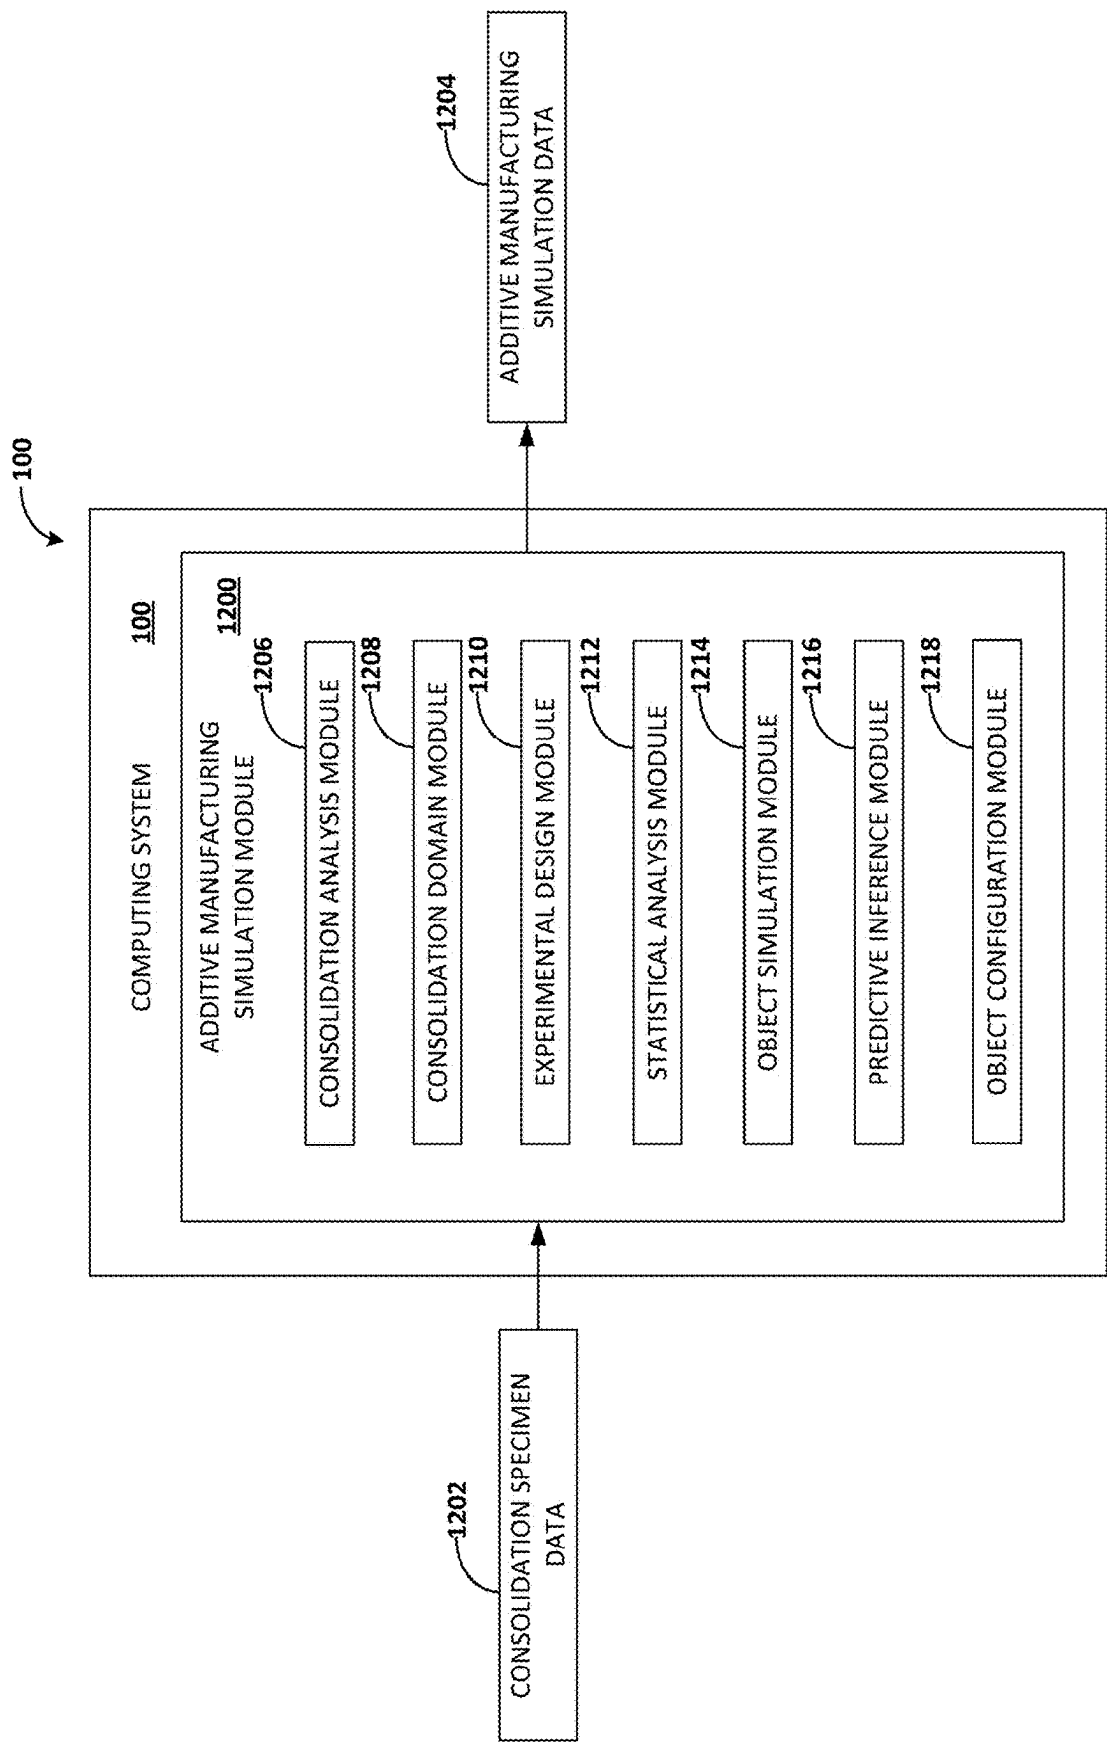 100
COMPUTING SYSTEM
100
ADDITIVE MANUFACTURING
SIMULATION MODULE
1200
1206
CONSOLIDATION ANALYSIS MODULE
1208
CONSOLIDATION DOMAIN MODULE
1210
EXPERIMENTAL DESIGN MODULE
1212
STATISTICAL ANALYSIS MODULE
1214
OBJECT SIMULATION MODULE
1216
PREDICTIVE INFERENCE MODULE
1218
OBJECT CONFIGURATION MODULE
1202
CONSOLIDATION SPECIMEN
DATA
1204
ADDITIVE MANUFACTURING
SIMULATION DATA